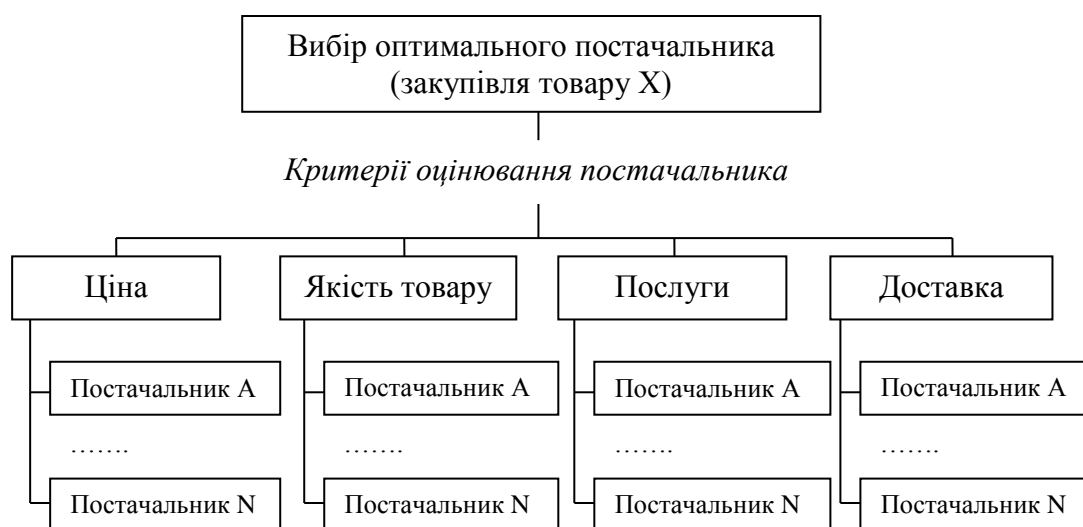 Вибір оптимального постачальника
(закупівля товару X)
Критерії оцінювання постачальника
Ціна
Якість товару
Послуги
Доставка
Постачальник A
Постачальник A
Постачальник A
Постачальник A
…….
…….
…….
…….
Постачальник N
Постачальник N
Постачальник N
Постачальник N